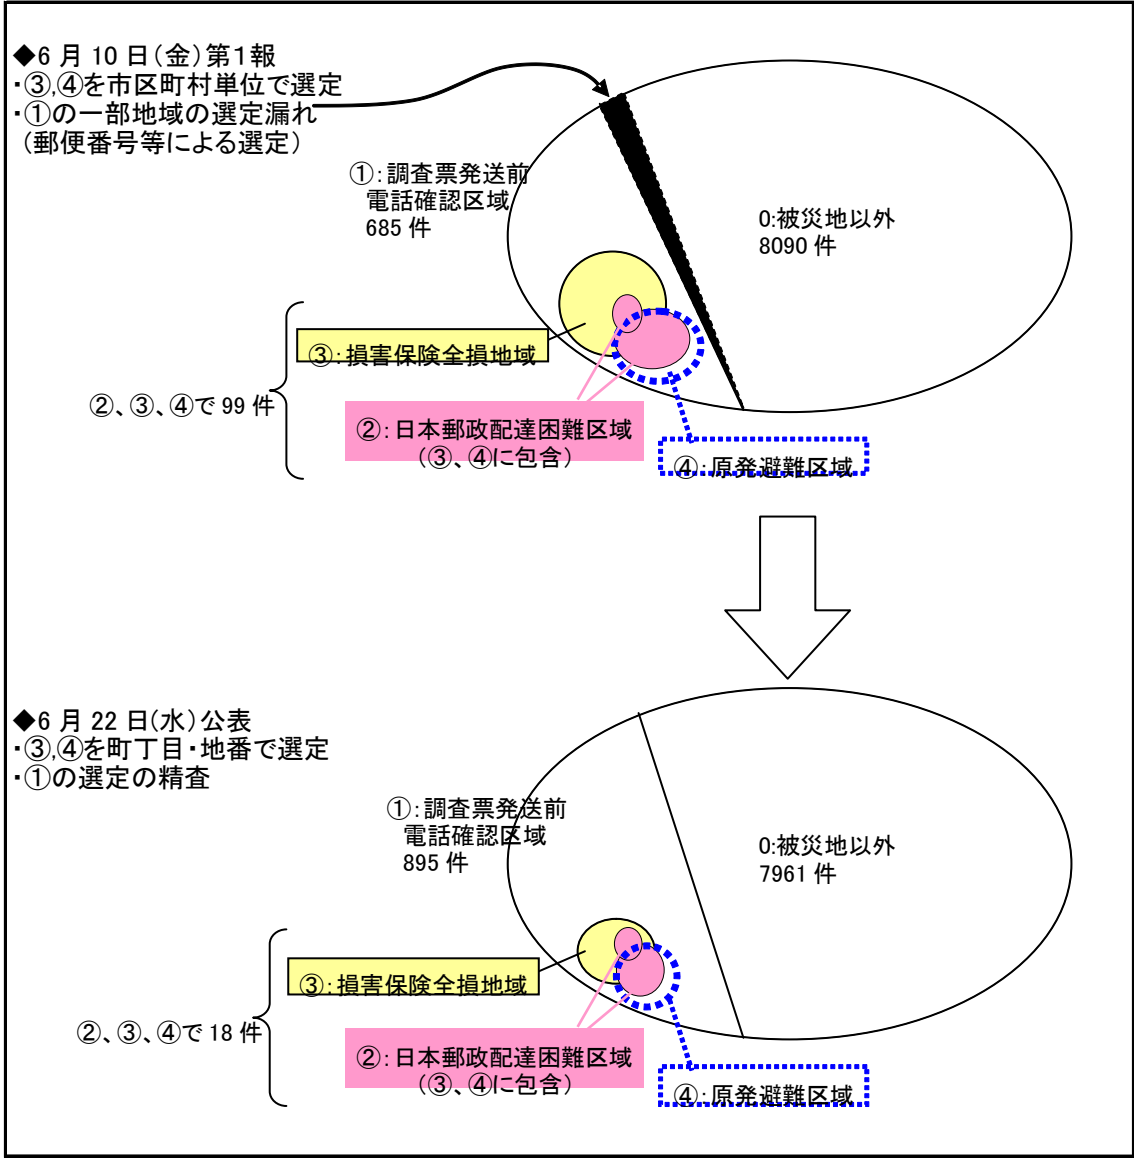 ◆6 月 10 日(金)第１報
・③,④を市区町村単位で選定
・①の一部地域の選定漏れ
(郵便番号等による選定)
①:調査票発送前
電話確認区域
685 件
0:被災地以外
8090 件
③:損害保険全損地域
②、③、④で 99 件
②:日本郵政配達困難区域
(③、④に包含)
④:原発避難区域
◆6 月 22 日(水)公表
・③,④を町丁目・地番で選定
・①の選定の精査
①:調査票発送前
電話確認区域
895 件
0:被災地以外
7961 件
③:損害保険全損地域
②、③、④で 18 件
②:日本郵政配達困難区域
(③、④に包含)
④:原発避難区域